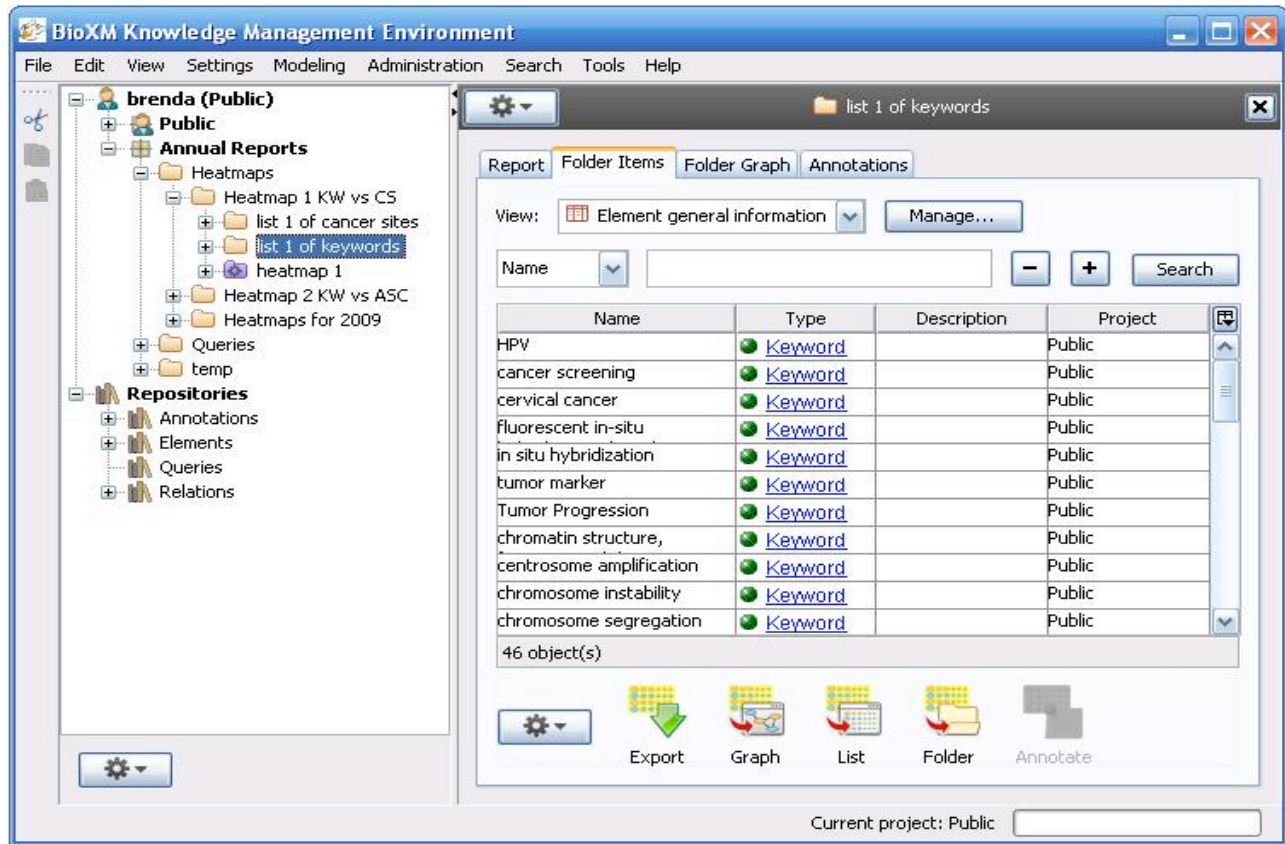 BioXM Knowledge Management Environment
File Edit View Settings Modeling Administration Search Tools Help
brenda (Public)
Public
Annual Reports
Heatmaps
Heatmap 1 KW vs CS
list 1 of cancer sites
list 1 of keywords
heatmap 1
Heatmap 2 KW vs ASC
Heatmaps for 2009
Queries
temp
Repositories
Annotations
Elements
Queries
Relations
list 1 of keywords
Report Folder Items Folder Graph Annotations
View: Element general information Manage...
Name Search
Name Type Description Project
HPV Keyword Public
cancer screening Keyword Public
cervical cancer Keyword Public
fluorescent in-situ Keyword Public
in situ hybridization Keyword Public
tumor marker Keyword Public
Tumor Progression Keyword Public
chromatin structure, Keyword Public
centrosome amplification Keyword Public
chromosome instability Keyword Public
chromosome segregation Keyword Public
46 object(s)
Export Graph List Folder Annotate
Current project: Public